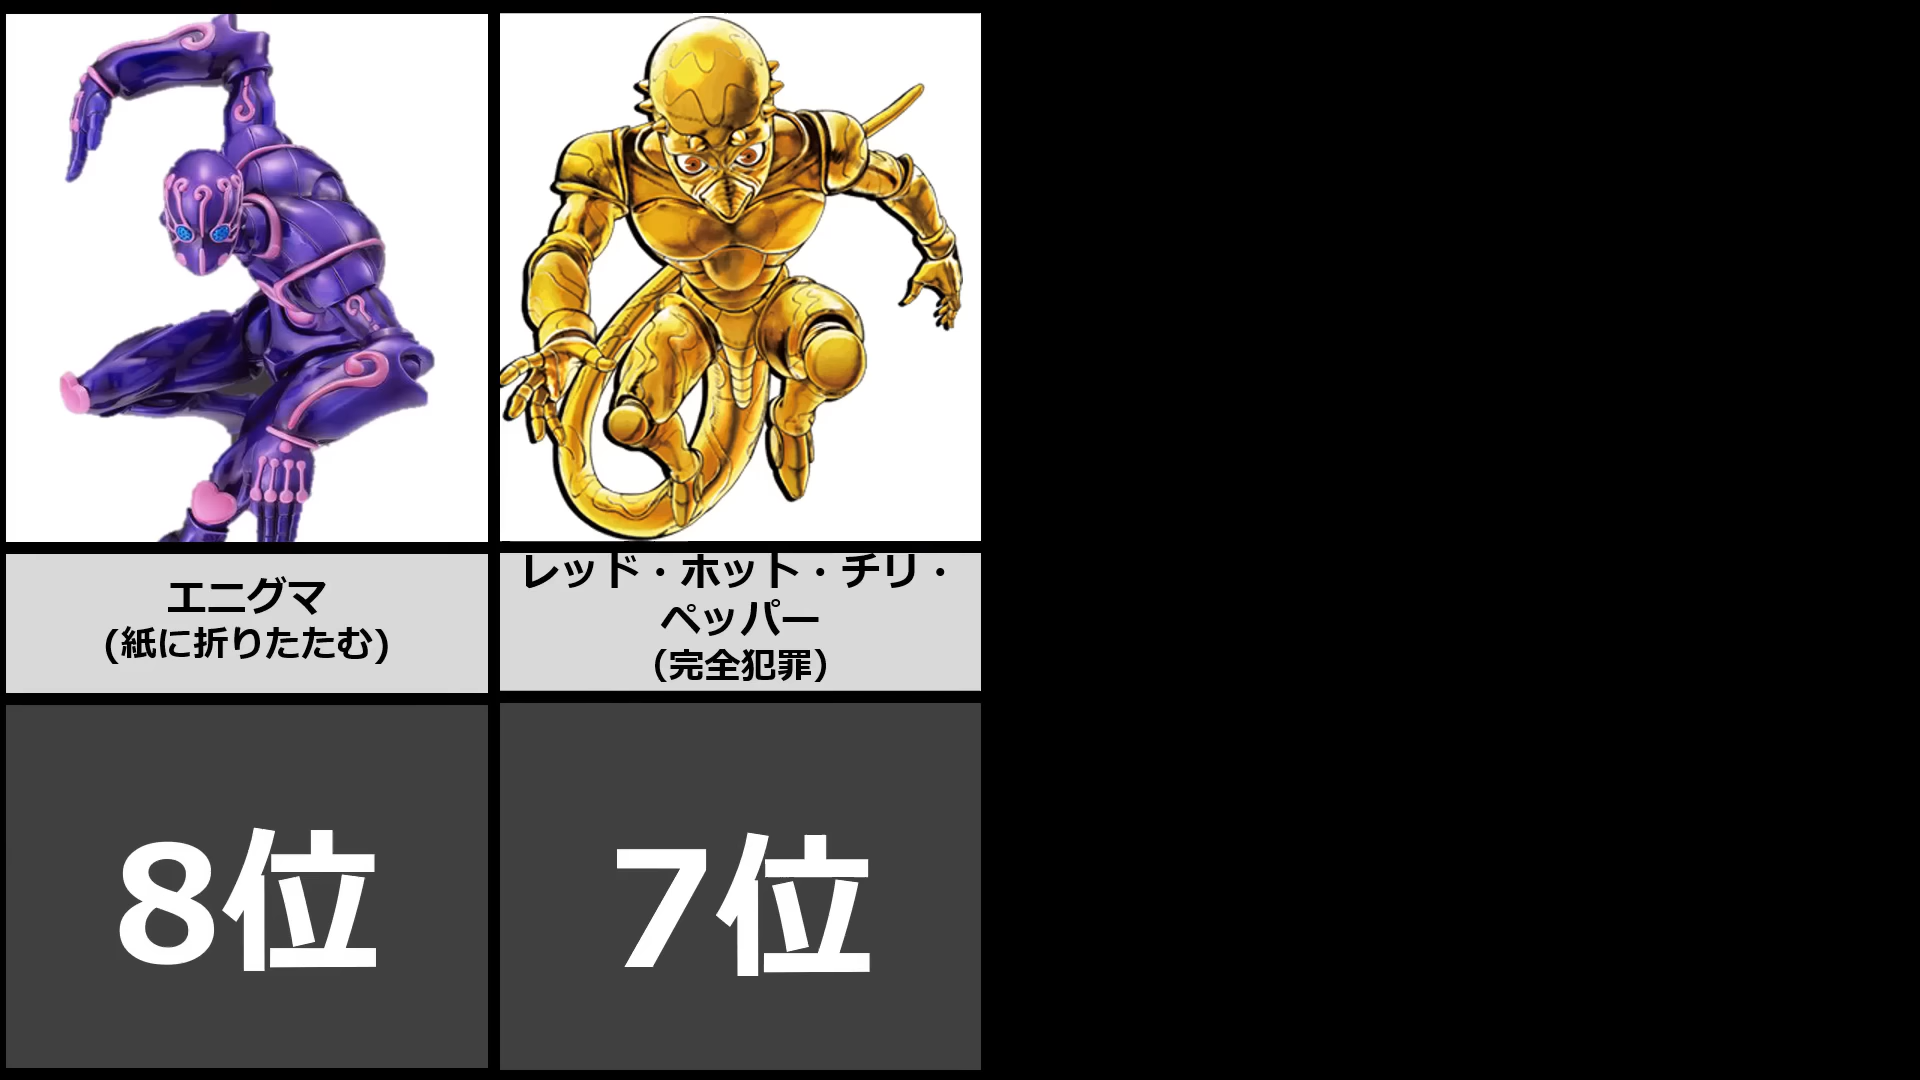 エニグマ
(紙に折りたたむ)
8位
レッド・ホット・チリ・
ペッパー
(完全犯罪)
7位